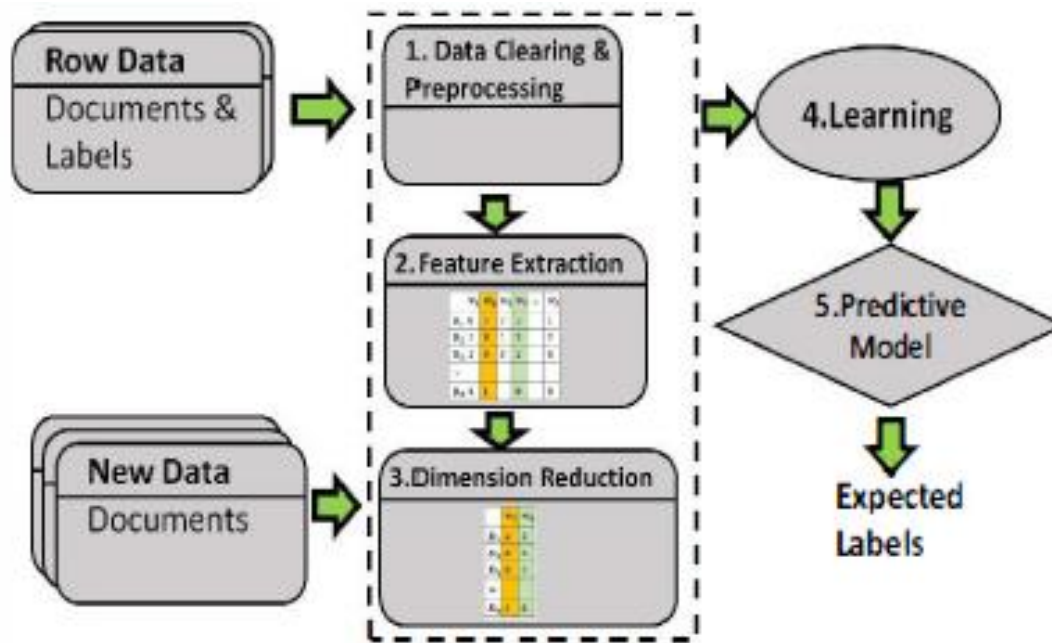 Row Data
Documents &
Labels
1. Data Clearing &
Preprocessing
2. Feature Extraction
3.Dimension Reduction
New Data
Documents
4.Learning
5.Predictive
Model
Expected
Labels